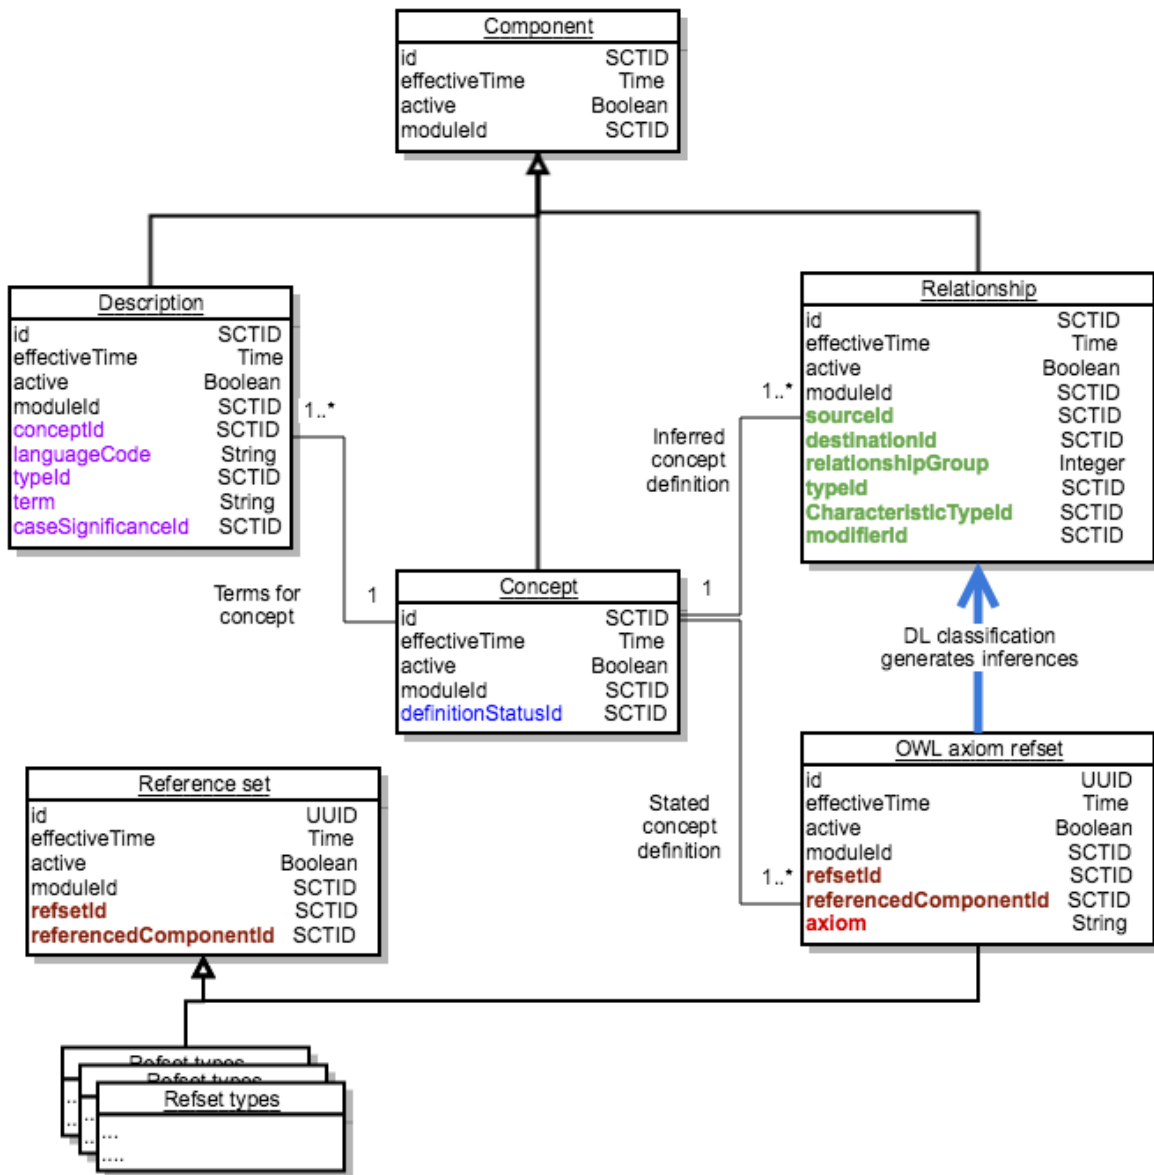 Component
id SCTID
effectiveTime Time
active Boolean
moduleId SCTID
Description
id SCTID
effectiveTime Time
active Boolean
moduleId SCTID
conceptId SCTID
languageCode String
typeId SCTID
term String
caseSignificanceId SCTID
1..*
Terms for
concept
1
Relationship
id SCTID
effectiveTime Time
active Boolean
moduleId SCTID
sourceId SCTID
destinationId SCTID
relationshipGroup Integer
typeId SCTID
CharacteristicTypeId SCTID
modifierId SCTID
1..*
Inferred
concept
definition
1
Concept
id SCTID
effectiveTime Time
active Boolean
moduleId SCTID
definitionStatusId SCTID
DL classification
generates inferences
Stated
concept
definition
1..*
OWL axiom refset
id UUID
effectiveTime Time
active Boolean
moduleId SCTID
refsetId SCTID
referencedComponentId SCTID
axiom String
Reference set
id UUID
effectiveTime Time
active Boolean
moduleId SCTID
refsetId SCTID
referencedComponentId SCTID
Refset types
..
..
Refset types
..
..
Refset types
...
....